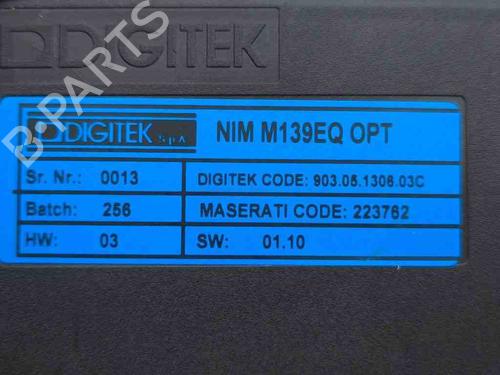 DIGITEK
DIGITEK S.p.A. NIM M139EQ OPT
Sr. Nr.: 0013 DIGITEK CODE: 903.05.1306.03C
Batch: 256 MASERATI CODE: 223762
HW: 03 SW: 01.10
B-PARTS